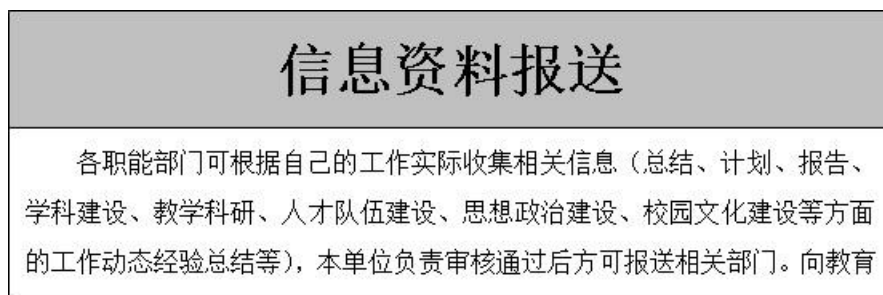 信息资料报送
各职能部门可根据自己的工作实际收集相关信息（总结、计划、报告、
学科建设、教学科研、人才队伍建设、思想政治建设、校园文化建设等方面
的工作动态经验总结等），本单位负责审核通过后方可报送相关部门。向教育